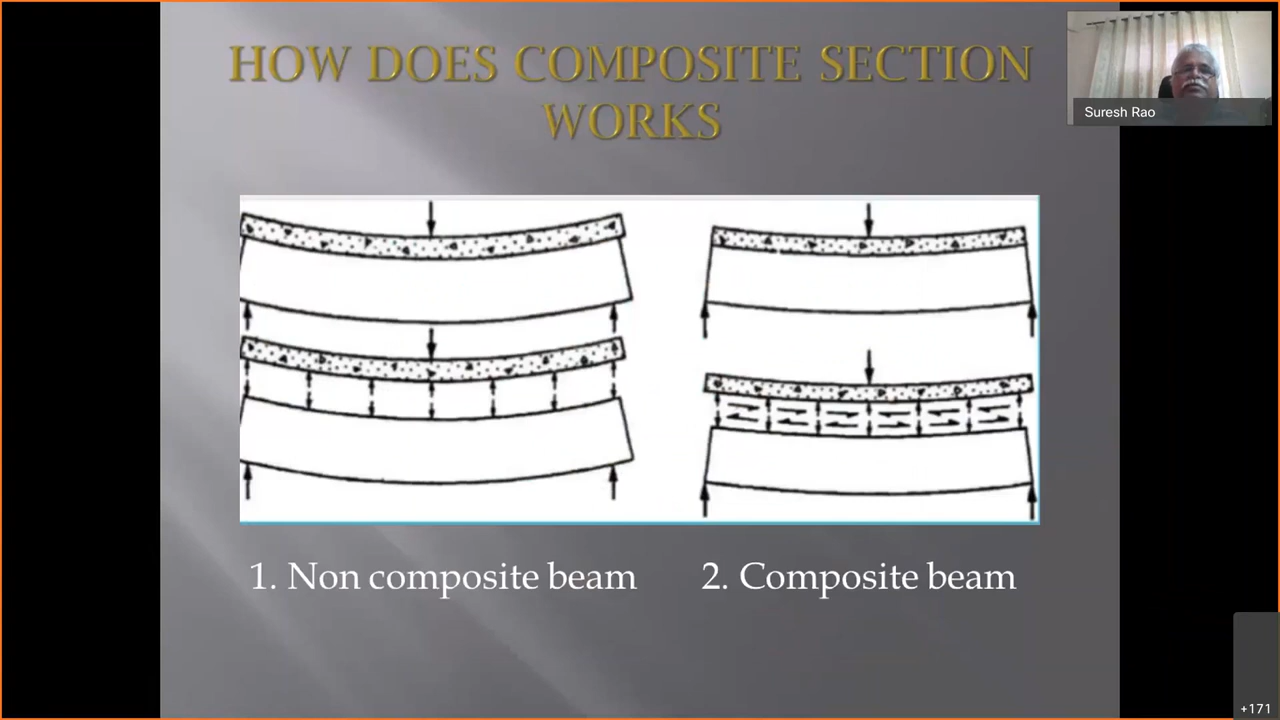 HOW DOES COMPOSITE SECTION
WORKS
Suresh Rao
1. Non composite beam
2. Composite beam
+171